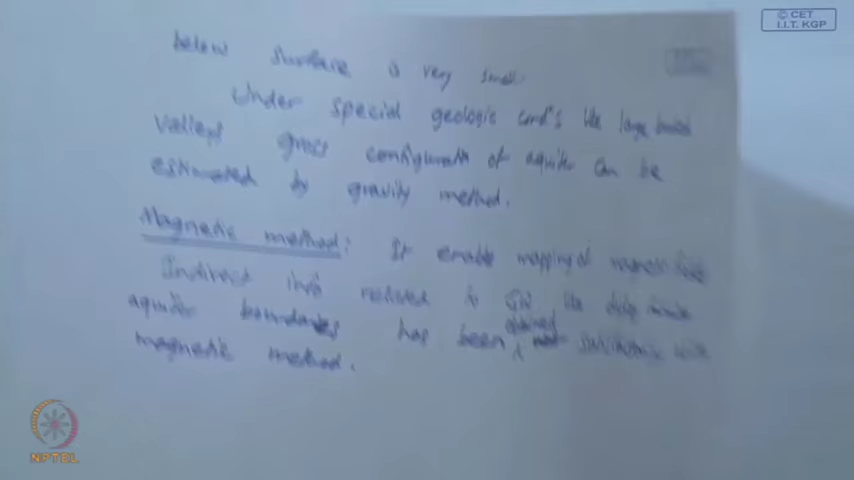 © CET
I.I.T. KGP
below surface is very small.
Under special geologic cond's like large buried
valleys gross configuration of aquifer can be
estimated by gravity method.
Magnetic method: It enable mapping of magnetic
Indirect info related to GW like
aquifer boundaries has been obtained
magnetic method.
NPTEL